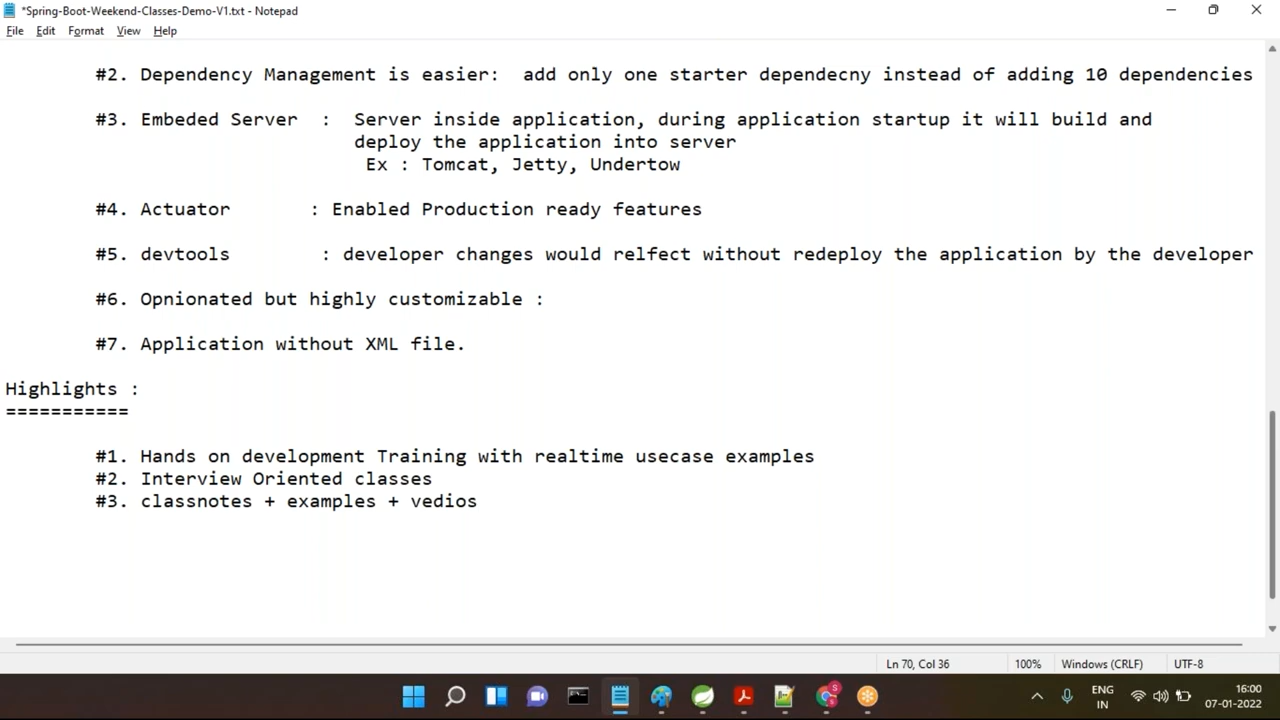 *Spring-Boot-Weekend-Classes-Demo-V1.txt - Notepad
File Edit Format View Help
#2. Dependency Management is easier: add only one starter dependecny instead of adding 10 dependencies
#3. Embeded Server : Server inside application, during application startup it will build and
deploy the application into server
Ex : Tomcat, Jetty, Undertow
#4. Actuator : Enabled Production ready features
#5. devtools : developer changes would relfect without redeploy the application by the developer
#6. Opnionated but highly customizable :
#7. Application without XML file.
Highlights :
===========
#1. Hands on development Training with realtime usecase examples
#2. Interview Oriented classes
#3. classnotes + examples + vedios
Ln 70, Col 36 100% Windows (CRLF) UTF-8
ENG 16:00
IN 07-01-2022